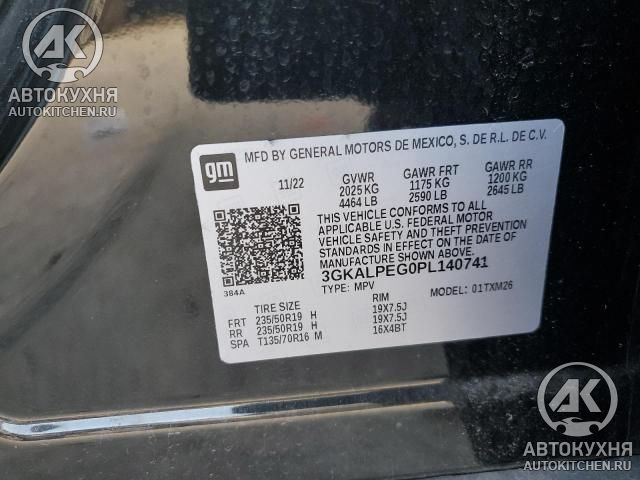 AK
АВТОКУХНЯ
AUTOKITCHEN.RU
gm
MFD BY GENERAL MOTORS DE MEXICO, S. DE R.L. DE C.V.
11/22 GVWR GAWR FRT GAWR RR
2025 KG 1175 KG 1200 KG
4464 LB 2590 LB 2645 LB
THIS VEHICLE CONFORMS TO ALL
APPLICABLE U.S. FEDERAL MOTOR
VEHICLE SAFETY AND THEFT PREVENTION
STANDARDS IN EFFECT ON THE DATE OF
MANUFACTURE SHOWN ABOVE.
3GKALPEG0PL140741
384A TYPE: MPV MODEL: 01TXM26
TIRE SIZE RIM
FRT 235/50R19 H 19X7.5J
RR 235/50R19 H 19X7.5J
SPA T135/70R16 M 16X4BT
AK
АВТОКУХНЯ
AUTOKITCHEN.RU